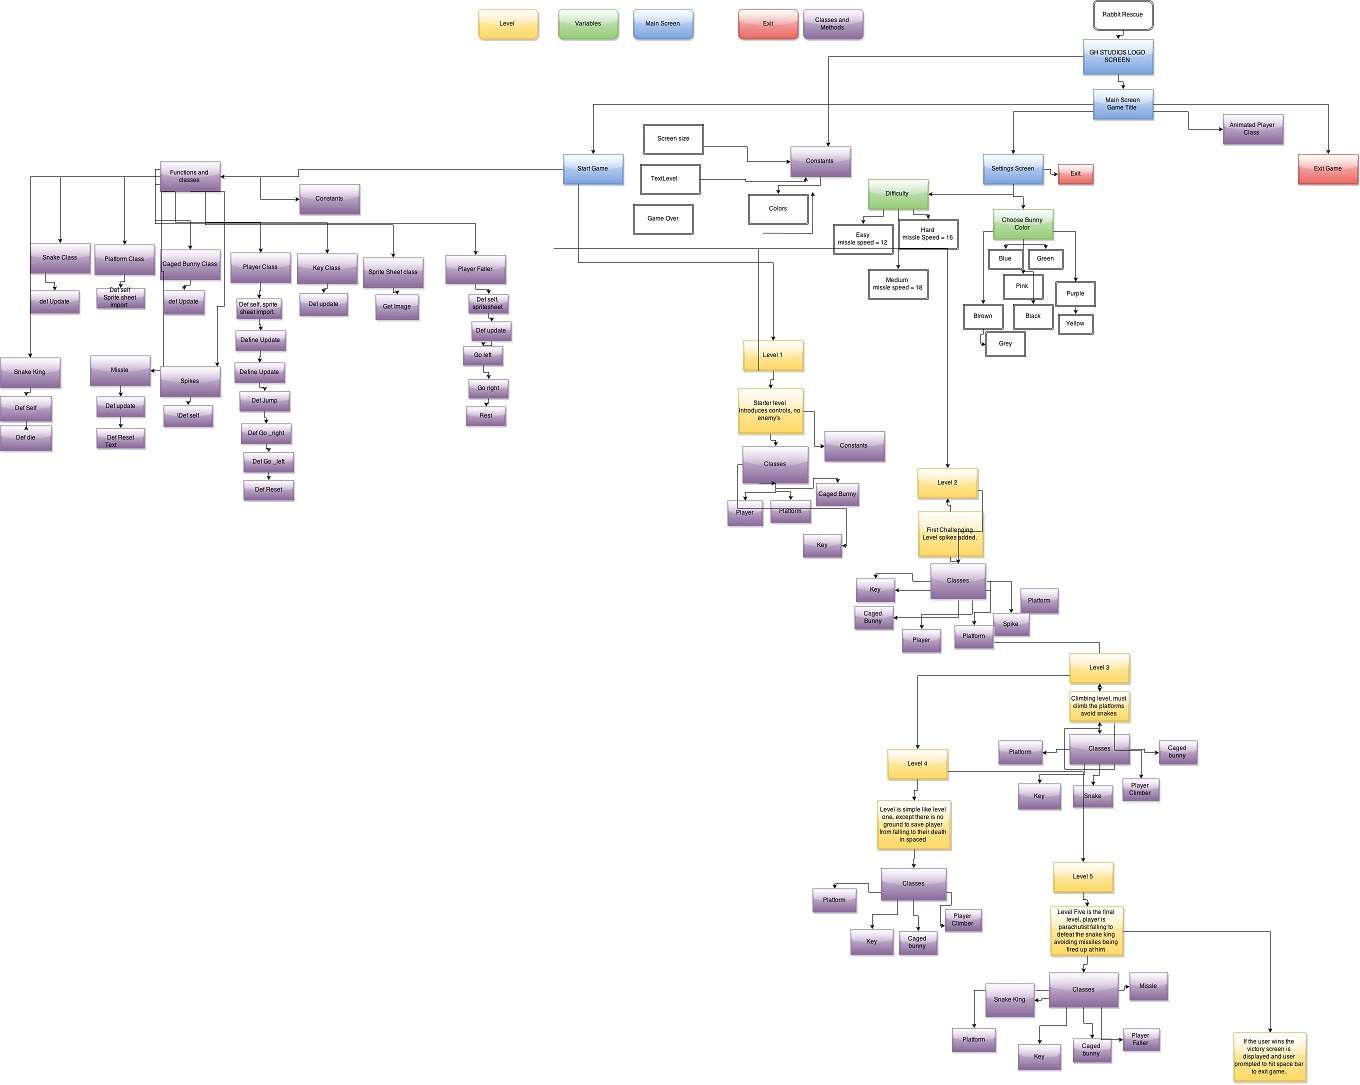 Rabbit Rescue
Level
Variables
Main Screen
Exit
Classes and
Methods
GH STUDIOS LOGO
SCREEN
Main Screen
Game Title
Animated Player
Class
Screen size
Constants
Start Game
Settings Screen
Exit
Exit Game
Functions and
classes
TextLevel
Constants
Difficulty
Colors
Game Over
Choose Bunny
Color
Easy
missle speed = 12
Hard
missle Speed = 16
Snake Class
Platform Class
Caged Bunny Class
Player Class
Key Class
Sprite Sheet class
Player Faller
Blue
Green
Medium
missle speed = 18
Pink
Purple
def Update
Def self
Sprite sheet
import
def Update
Def self, sprite
sheet import.
Def update
Get Image
Def self,
spritesheet
Brown
Black
Yellow
Def update
Define Update
Grey
Go left
Level 1
Snake King
Missle
Spikes
Define Update
Go right
Def Self
Def update
\Def self
Def Jump
Rest
Starter level
introduces controls, no
enemy's
Def die
Def Reset
Text
Def Go _right
Constants
Def Go _left
Classes
Def Reset
Caged Bunny
Level 2
Player
Platform
First Challenging
Level spikes added.
Key
Classes
Key
Platform
Caged
Bunny
Spike
Player
Platform
Level 3
Climbing level, must
climb the platforms
avoid snakes
Platform
Classes
Caged
bunny
Level 4
Key
Snake
Player
Climber
Level is simple like level
one, except there is no
ground to save player
from falling to their death
in spaced
Level 5
Classes
Platform
Player
Climber
Key
Caged
bunny
Level Five is the final
level, player is
parachutist falling to
defeat the snake king
avoiding missiles being
fired up at him
Classes
Missle
Snake King
Platform
Key
Caged
bunny
Player
Faller
If the user wins the
victory screen is
displayed and user
prompted to hit space bar
to exit game.